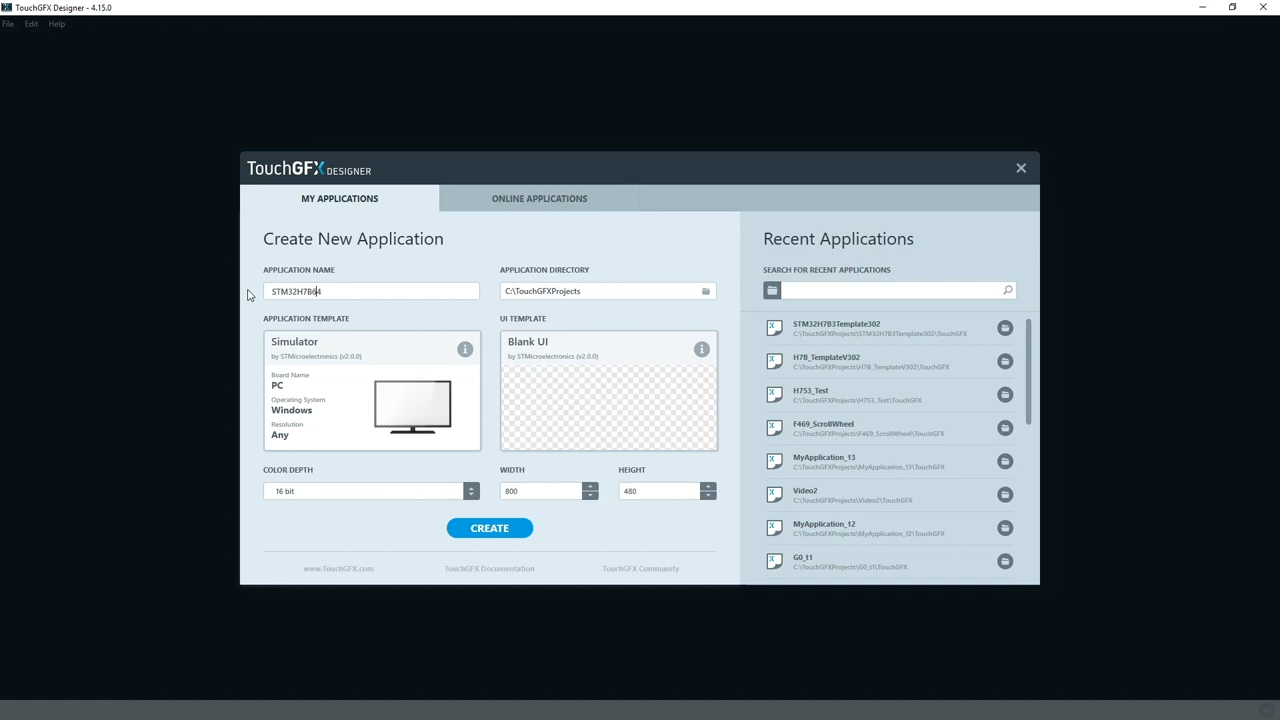 TouchGFX Designer - 4.15.0
File Edit Help
TouchGFX DESIGNER
MY APPLICATIONS
ONLINE APPLICATIONS
Create New Application
APPLICATION NAME
STM32H7B64
APPLICATION DIRECTORY
C:\TouchGFXProjects
APPLICATION TEMPLATE
Simulator
by STMicroelectronics (v2.0.0)
Board Name
PC
Operating System
Windows
Resolution
Any
UI TEMPLATE
Blank UI
by STMicroelectronics (v2.0.0)
COLOR DEPTH
16 bit
WIDTH
800
HEIGHT
480
CREATE
www.TouchGFX.com
TouchGFX Documentation
TouchGFX Community
Recent Applications
SEARCH FOR RECENT APPLICATIONS
STM32H7B3Template302
C:\TouchGFXProjects\STM32H7B3Template302\TouchGFX
H7B_TemplateV302
C:\TouchGFXProjects\H7B_TemplateV302\TouchGFX
H753_Test
C:\TouchGFXProjects\H753_Test\TouchGFX
F469_ScrollWheel
C:\TouchGFXProjects\F469_ScrollWheel\TouchGFX
MyApplication_13
C:\TouchGFXProjects\MyApplication_13\TouchGFX
Video2
C:\TouchGFXProjects\Video2\TouchGFX
MyApplication_12
C:\TouchGFXProjects\MyApplication_12\TouchGFX
G0_t1
C:\TouchGFXProjects\G0_t1\TouchGFX